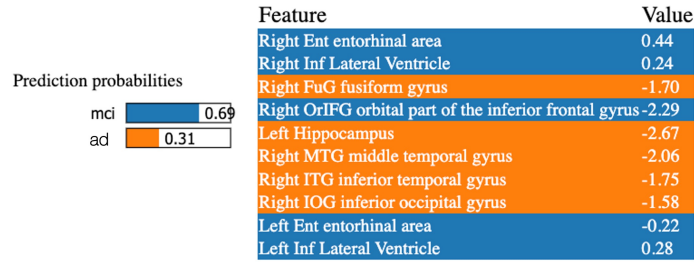 Prediction probabilities
mci 0.69
ad 0.31
Feature Value
Right Ent entorhinal area 0.44
Right Inf Lateral Ventricle 0.24
Right FuG fusiform gyrus -1.70
Right OrIFG orbital part of the inferior frontal gyrus -2.29
Left Hippocampus -2.67
Right MTG middle temporal gyrus -2.06
Right ITG inferior temporal gyrus -1.75
Right IOG inferior occipital gyrus -1.58
Left Ent entorhinal area -0.22
Left Inf Lateral Ventricle 0.28